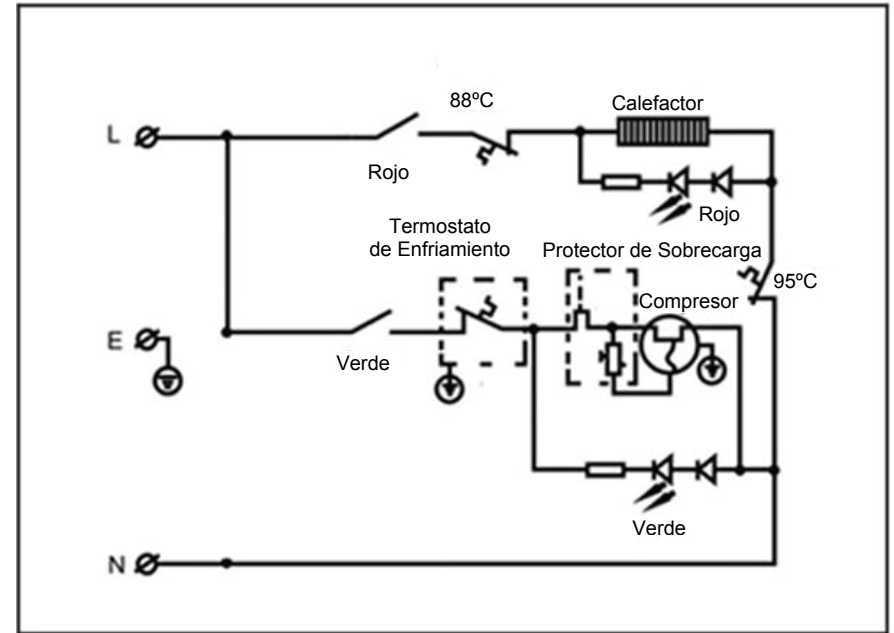 88ºC
Calefactor
L
Rojo
Rojo
Termostato
de Enfriamiento
Protector de Sobrecarga
95ºC
Compresor
E
Verde
Verde
N